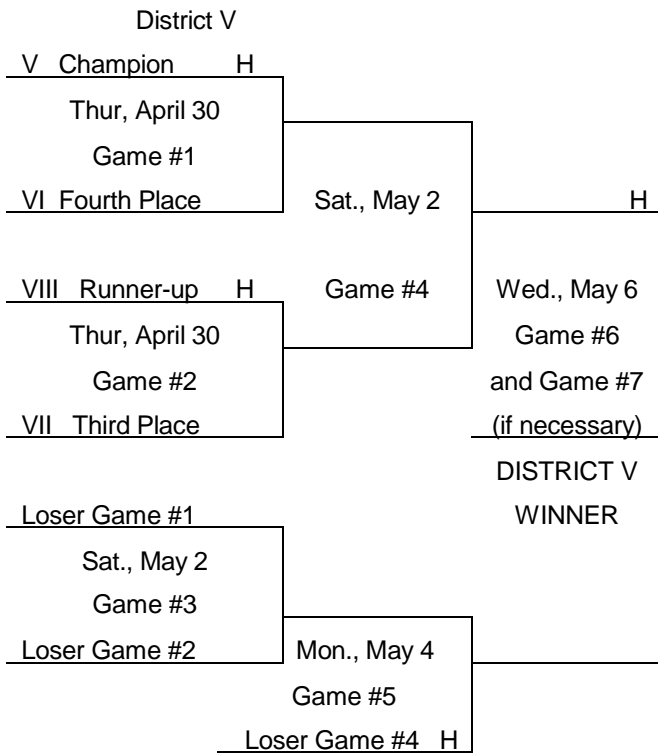 District V
V Champion H
Thur, April 30
Game #1
VI Fourth Place
Sat., May 2
H
VIII Runner-up H
Game #4
Wed., May 6
Thur, April 30
Game #6
Game #2
and Game #7
VII Third Place
(if necessary)
DISTRICT V
Loser Game #1
WINNER
Sat., May 2
Game #3
Loser Game #2
Mon., May 4
Game #5
Loser Game #4 H